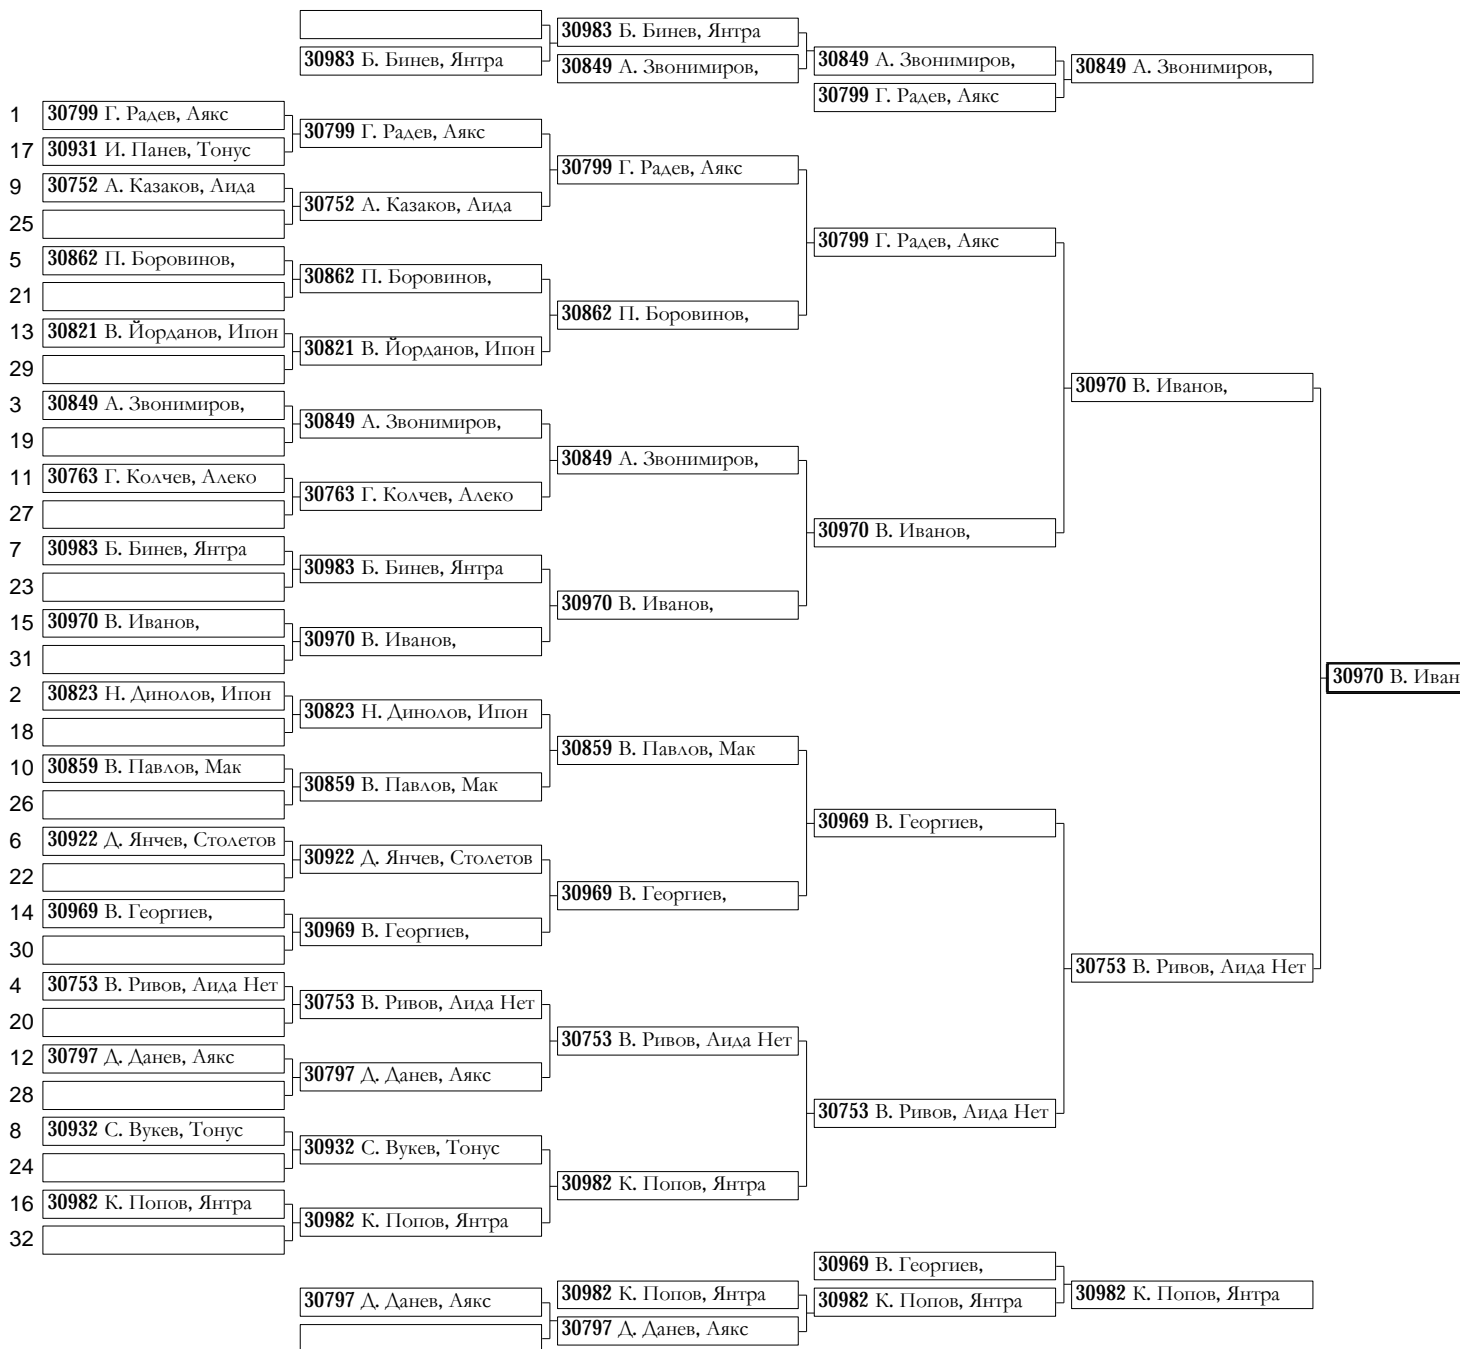 30983 Б. Бинев, Янтра
30983 Б. Бинев, Янтра
30849 А. Звонимиров,
30849 А. Звонимиров,
30849 А. Звонимиров,
30799 Г. Радев, Аякс
1 30799 Г. Радев, Аякс
17 30931 И. Панев, Тонус
9 30752 А. Казаков, Аида
25
5 30862 П. Боровинов,
21
13 30821 В. Йорданов, Ипон
29
3 30849 А. Звонимиров,
19
11 30763 Г. Колчев, Алеко
27
7 30983 Б. Бинев, Янтра
23
15 30970 В. Иванов,
31
2 30823 Н. Динолов, Ипон
18
10 30859 В. Павлов, Мак
26
6 30922 Д. Янчев, Столетов
22
14 30969 В. Георгиев,
30
4 30753 В. Ривов, Аида Нет
20
12 30797 Д. Данев, Аякс
28
8 30932 С. Вукев, Тонус
24
16 30982 К. Попов, Янтра
32
30799 Г. Радев, Аякс
30752 А. Казаков, Аида
30862 П. Боровинов,
30821 В. Йорданов, Ипон
30849 А. Звонимиров,
30763 Г. Колчев, Алеко
30983 Б. Бинев, Янтра
30970 В. Иванов,
30823 Н. Динолов, Ипон
30859 В. Павлов, Мак
30922 Д. Янчев, Столетов
30969 В. Георгиев,
30753 В. Ривов, Аида Нет
30797 Д. Данев, Аякс
30932 С. Вукев, Тонус
30982 К. Попов, Янтра
30799 Г. Радев, Аякс
30862 П. Боровинов,
30849 А. Звонимиров,
30970 В. Иванов,
30859 В. Павлов, Мак
30969 В. Георгиев,
30753 В. Ривов, Аида Нет
30982 К. Попов, Янтра
30799 Г. Радев, Аякс
30970 В. Иванов,
30969 В. Георгиев,
30753 В. Ривов, Аида Нет
30970 В. Иванов,
30753 В. Ривов, Аида Нет
30970 В. Иван
30797 Д. Данев, Аякс
30982 К. Попов, Янтра
30797 Д. Данев, Аякс
30969 В. Георгиев,
30982 К. Попов, Янтра
30982 К. Попов, Янтра